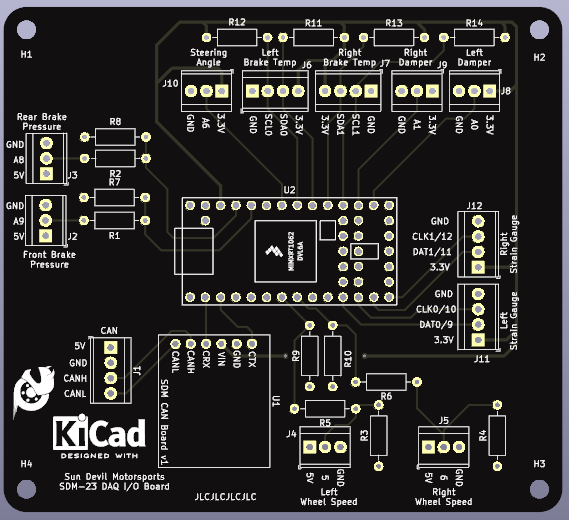 R12
R11
R13
R14
H1
H2
Steering
Angle
Left
Brake Temp
Right
Brake Temp
Right
Damper
Left
Damper
J10
J6
J7
J9
J8
GND
A6
3.3V
GND
SCL0
SDA0
3.3V
3.3V
SDA1
SCL1
GND
GND
A1
3.3V
GND
A0
3.3V
Rear Brake
Pressure
GND
A8
5V
J3
R8
R2
R7
R1
GND
A9
5V
J2
Front Brake
Pressure
U2
MIMXRT1062
DVL6A
J12
GND
CLK1/12
DAT1/11
3.3V
Right
Strain Gauge
GND
CLK0/10
DAT0/9
3.3V
Left
Strain Gauge
J11
CAN
5V
GND
CANH
CANL
J1
CANL
CANH
CRX
VIN
GND
CTX
SDM CAN Board v1
U1
R9
R10
R6
R5
R3
R4
J4
5V
5
GND
Left
Wheel Speed
J5
5V
6
GND
Right
Wheel Speed
KiCad
DESIGNED WITH
H4
Sun Devil Motorsports
SDM-23 DAQ I/O Board
JLCJLCJLCJLC
H3